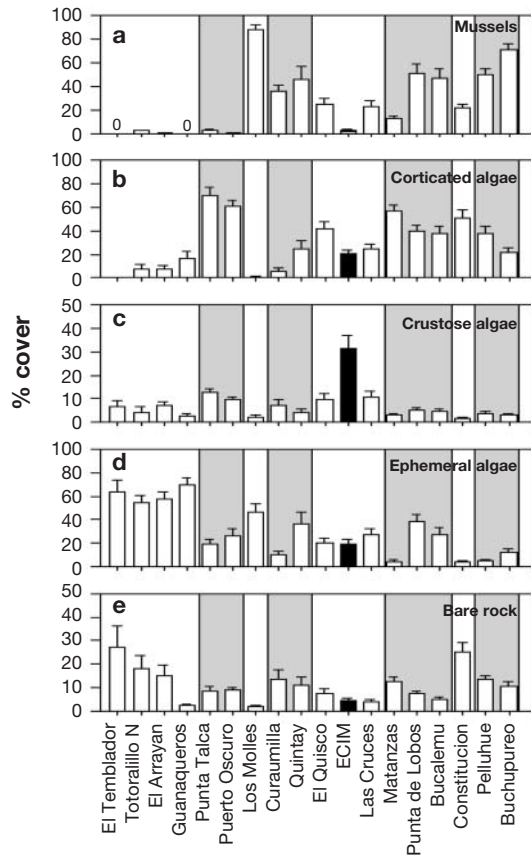 100
80
60
40
20
0
a
Mussels
0
0
100
80
60
40
20
0
b
Corticated algae
50
40
30
20
10
0
c
Crustose algae
% cover
100
80
60
40
20
0
d
Ephemeral algae
50
40
30
20
10
0
e
Bare rock
El Temblador
Totoralillo N
El Arrayan
Guanaqueros
Punta Talca
Puerto Oscuro
Los Molles
Curaumilla
Quintay
El Quisco
ECIM
Las Cruces
Matanzas
Punta de Lobos
Bucalemu
Constitucion
Pelluhue
Buchupureo